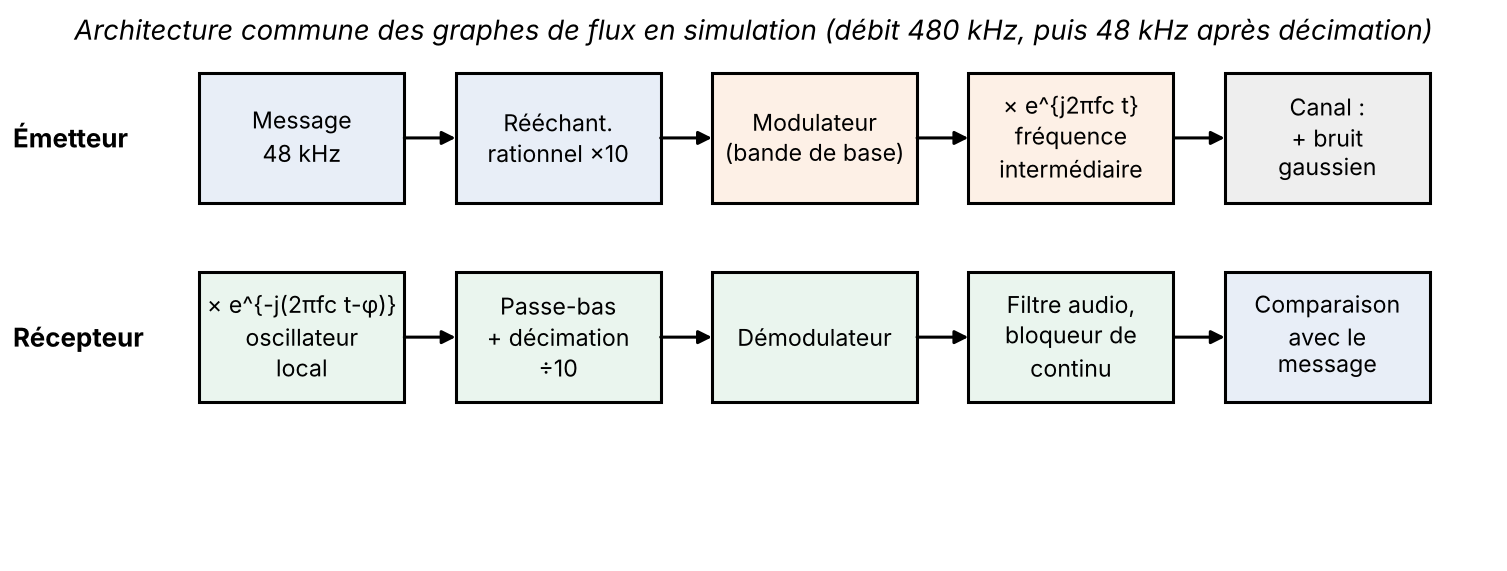 Architecture commune des graphes de flux en simulation (débit 480 kHz, puis 48 kHz après décimation)
Émetteur
Message
48 kHz
Rééchant.
rationnel ×10
Modulateur
(bande de base)
× e^{j2πfc t}
fréquence
intermédiaire
Canal :
+ bruit
gaussien
Récepteur
× e^{-j(2πfc t-φ)}
oscillateur
local
Passe-bas
+ décimation
÷10
Démodulateur
Filtre audio,
bloqueur de
continu
Comparaison
avec le
message